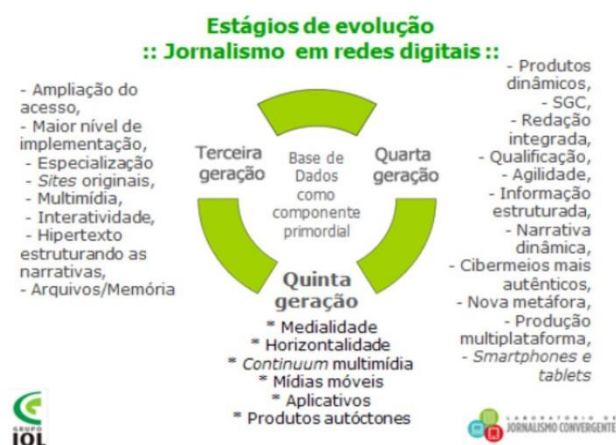 Estágios de evolução
:: Jornalismo em redes digitais ::
- Ampliação do
acesso,
- Maior nível de
implementação,
- Especialização
- Sites originais,
- Multimídia,
- Interatividade,
- Hipertexto
estruturando as
narrativas,
- Arquivos/Memória
Terceira
geração
Base de
Dados
como
componente
primordial
Quarta
geração
- Produtos
dinâmicos,
- SGC,
- Redação
integrada,
- Qualificação,
- Agilidade,
- Informação
estruturada,
- Narrativa
dinâmica,
- Cibermeios mais
autênticos,
- Nova metáfora,
- Produção
multiplataforma,
- Smartphones e
tablets
Quinta
geração
* Medialidade
* Horizontalidade
* Continuum multimídia
* Mídias móveis
* Aplicativos
* Produtos autóctones
GRUPO
JOL
LABORATÓRIO DE
JORNALISMO CONVERGENTE